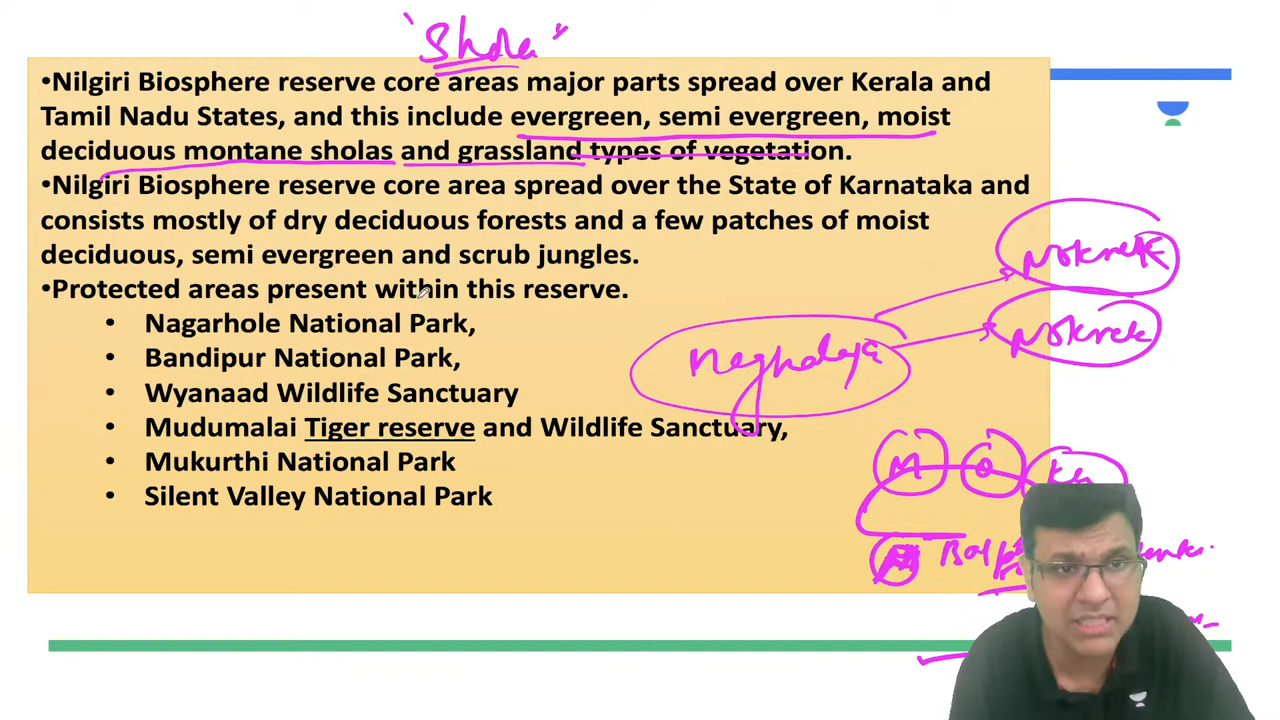 "Shola"
•Nilgiri Biosphere reserve core areas major parts spread over Kerala and
Tamil Nadu States, and this include evergreen, semi evergreen, moist
deciduous montane sholas and grassland types of vegetation.
•Nilgiri Biosphere reserve core area spread over the State of Karnataka and
consists mostly of dry deciduous forests and a few patches of moist
deciduous, semi evergreen and scrub jungles.
•Protected areas present within this reserve.
• Nagarhole National Park,
• Bandipur National Park,
• Wyanaad Wildlife Sanctuary
• Mudumalai Tiger reserve and Wildlife Sanctuary,
• Mukurthi National Park
• Silent Valley National Park
Nokrek
Nokrek
Meghalaya
M O